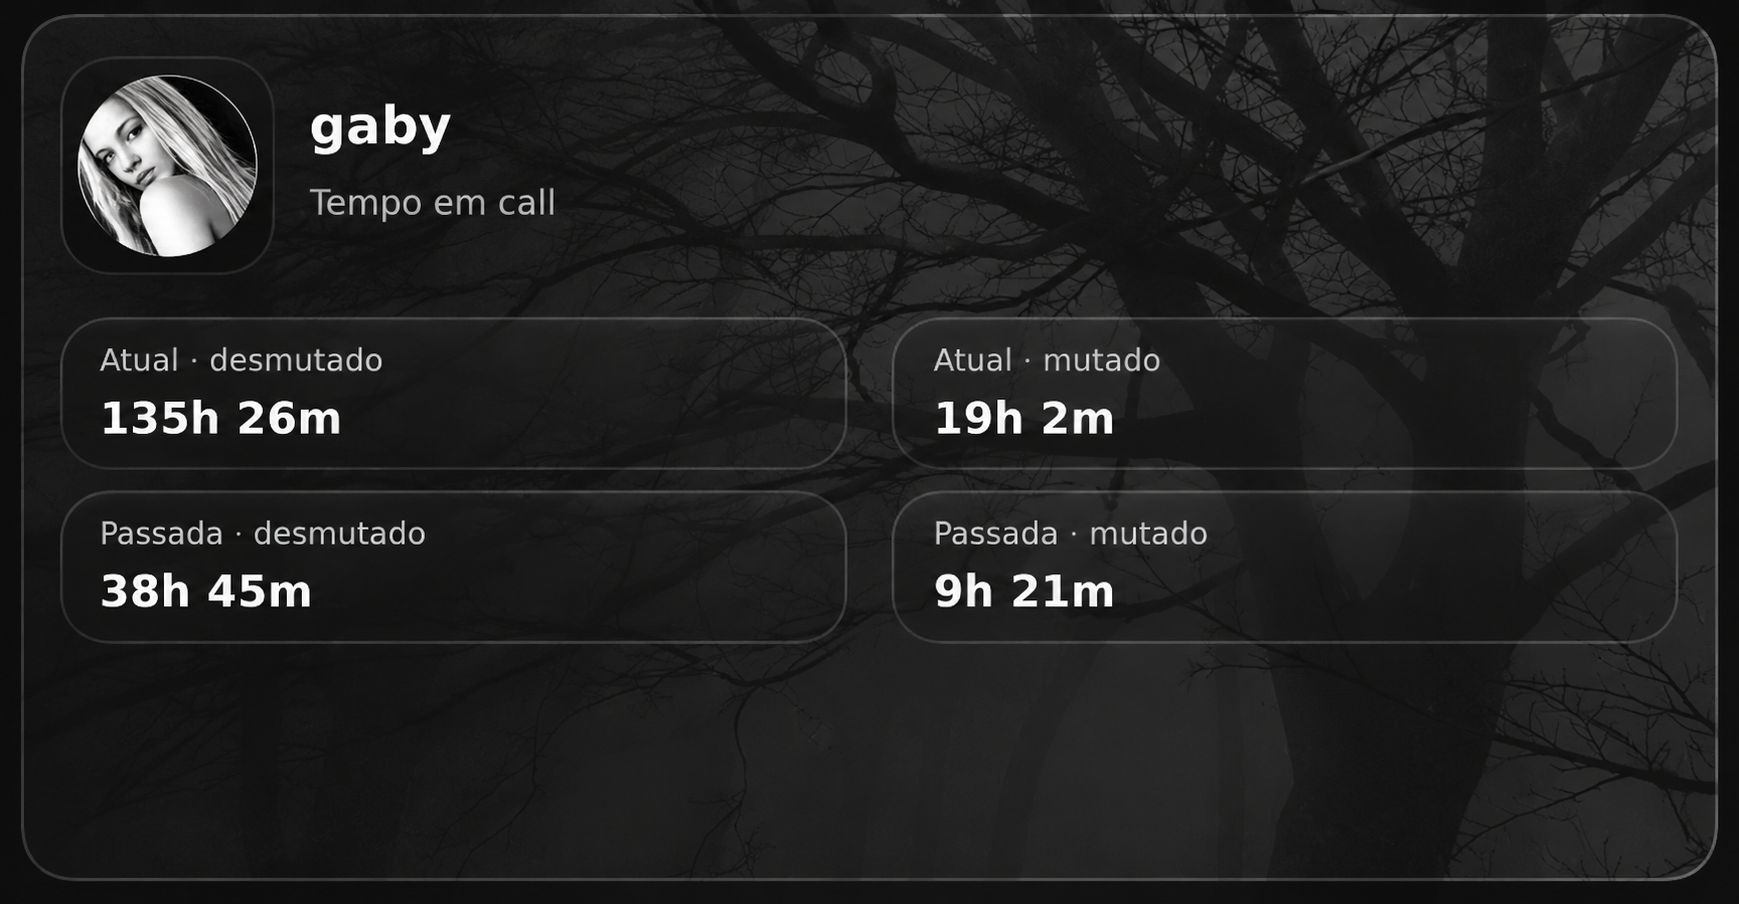 gaby
Tempo em call
Atual · desmutado
135h 26m
Atual · mutado
19h 2m
Passada · desmutado
38h 45m
Passada · mutado
9h 21m